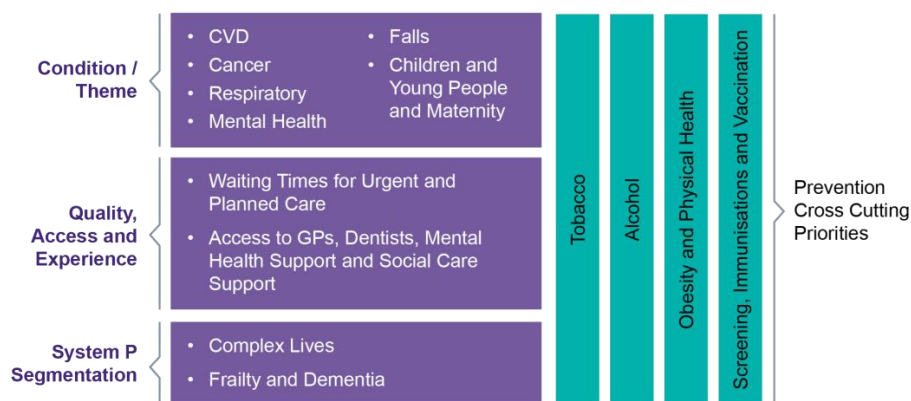 Condition /
Theme
• CVD
• Cancer
• Respiratory
• Mental Health
• Falls
• Children and
Young People
and Maternity
Quality,
Access and
Experience
• Waiting Times for Urgent and
Planned Care
• Access to GPs, Dentists, Mental
Health Support and Social Care
Support
System P
Segmentation
• Complex Lives
• Frailty and Dementia
Tobacco
Alcohol
Obesity and Physical Health
Screening, Immunisations and Vaccination
Prevention
Cross Cutting
Priorities